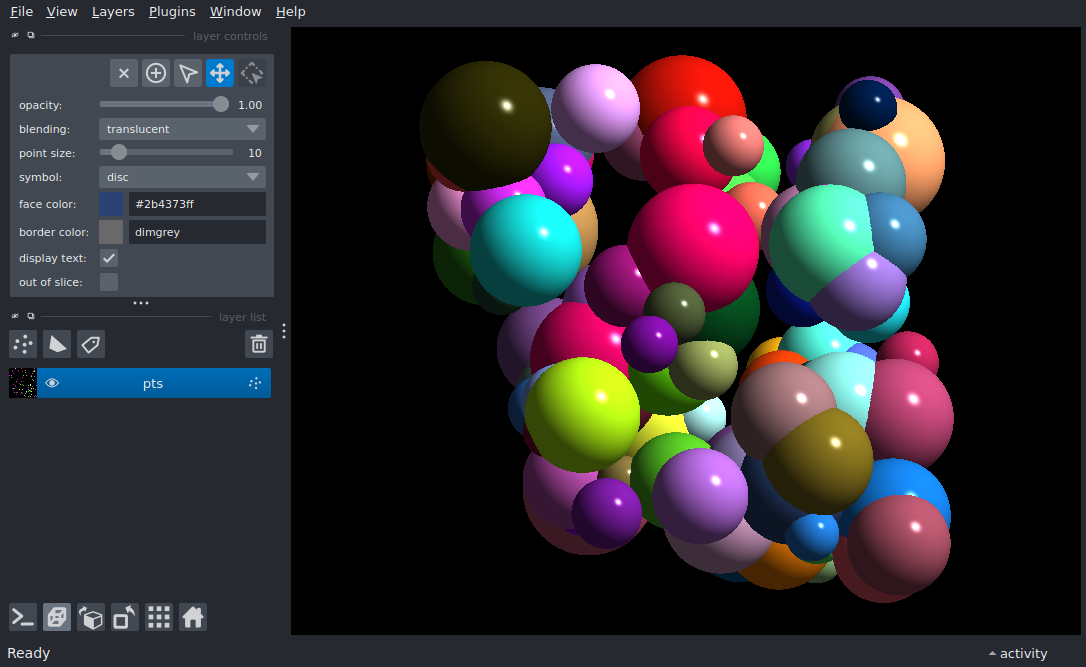 File View Layers Plugins Window Help
layer controls
opacity: 1.00
blending: translucent
point size: 10
symbol: disc
face color: #2b4373ff
border color: dimgrey
display text:
out of slice:
layer list
pts
Ready
activity